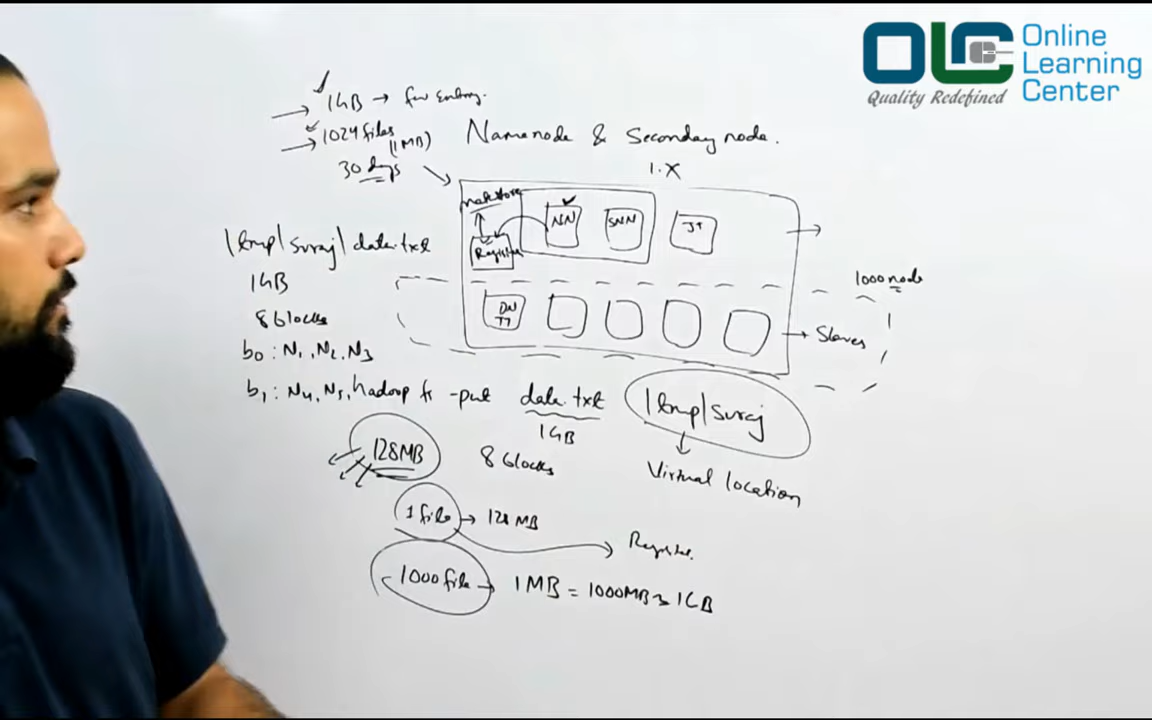 OLC Online
Learning
Center
Quality Redefined
1GB → few entry.
1024 files
(1MB)
30 days
Namenode & Seconday node.
1.X
NN
SNN
JT
Register
/tmp/suraj/data.txt
1GB
8 blocks
1000 node
DN
TT
→ Slaves
b0 : N1, N2, N3
b1 : N4, N5, hadoop fs -put data.txt /tmp/suraj
1GB
128MB
8 blocks
Virtual location
1 file → 128 MB
Register
1000 file → 1MB = 1000MB ≈ 1GB